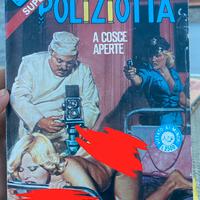 SUPER
POLIZIOTTA
A COSCE
APERTE